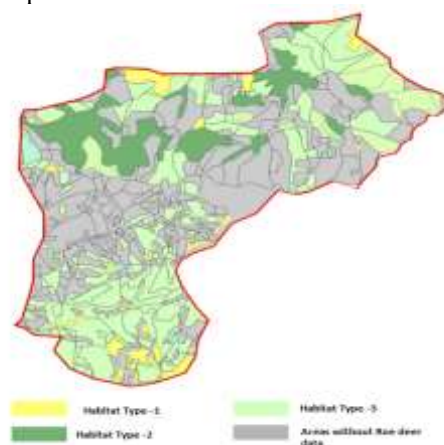 Habitat Type -1
Habitat Type -3
Habitat Type -2
Areas without Roe deer
data